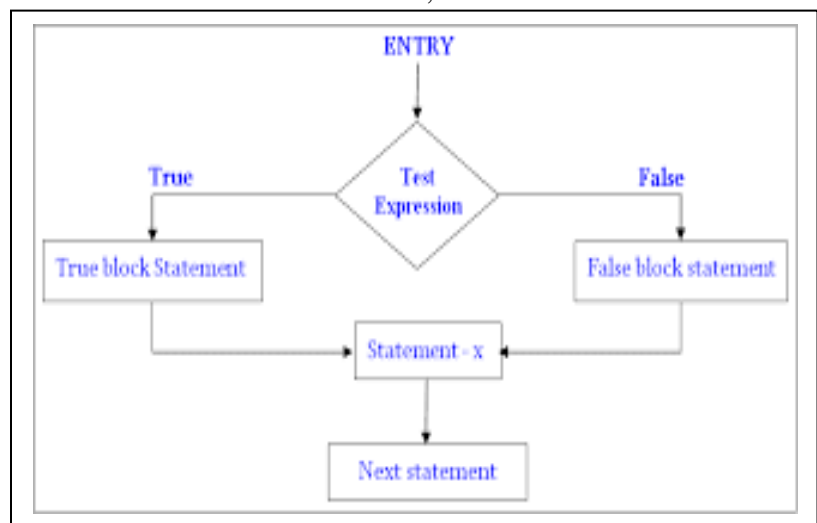 ENTRY
True
Test
Expression
False
True block Statement
False block statement
Statement - x
Next statement